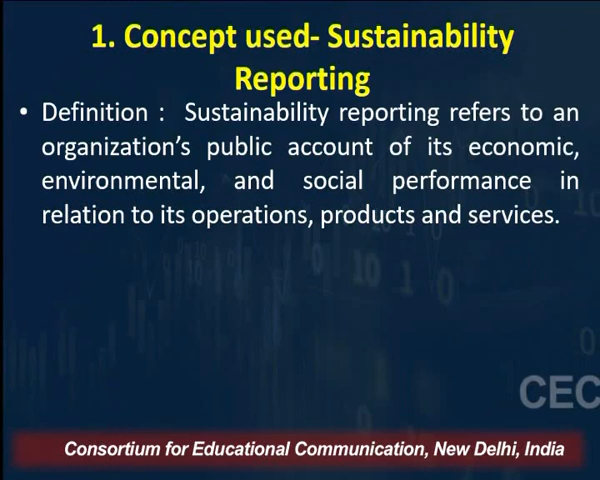 1. Concept used- Sustainability
Reporting
• Definition : Sustainability reporting refers to an
organization's public account of its economic,
environmental, and social performance in
relation to its operations, products and services.
CEC
Consortium for Educational Communication, New Delhi, India